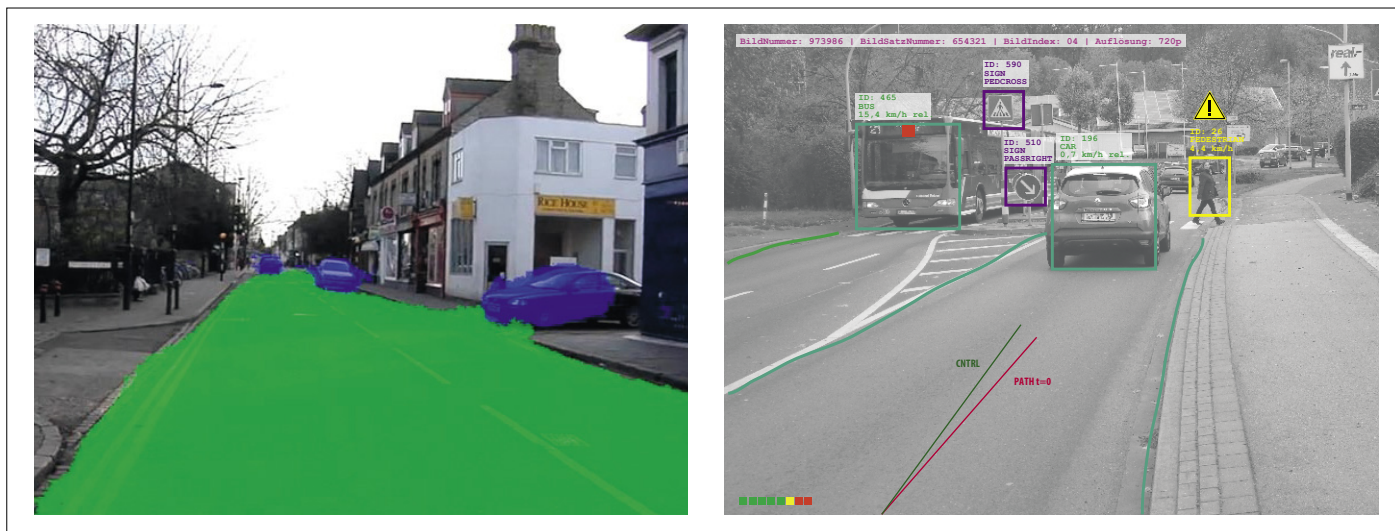 RICE HOUSE
BildNummer: 973986 | BildSatzNummer: 654321 | BildIndex: 04 | Auflösung: 720p
real,-
ID: 590
SIGN
PEDCROSS
ID: 465
BUS
15,4 km/h rel
21
ID: 510
SIGN
PASSRIGHT
ID: 196
CAR
0,7 km/h rel
ID: 26
PEDESTRIAN
4,4 km/h
CNTRL
PATH t=0